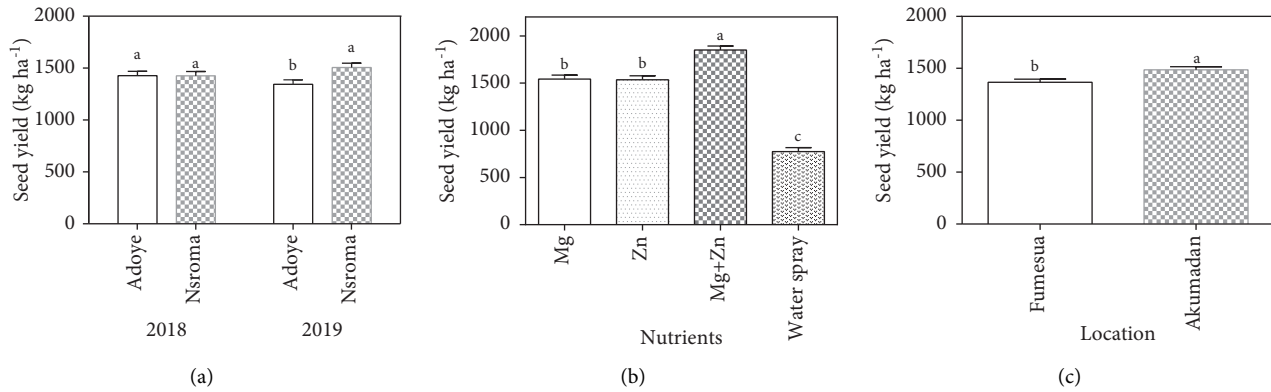 2000
1500
1000
500
0
Seed yield (kg ha⁻¹)
a
a
b
a
Adoye
Nsroma
Adoye
Nsroma
2018
2019
(a)
2000
1500
1000
500
0
Seed yield (kg ha⁻¹)
b
b
a
c
Mg
Zn
Mg+Zn
Water spray
Nutrients
(b)
2000
1500
1000
500
0
Seed yield (kg ha⁻¹)
b
a
Fumesua
Akumadan
Location
(c)